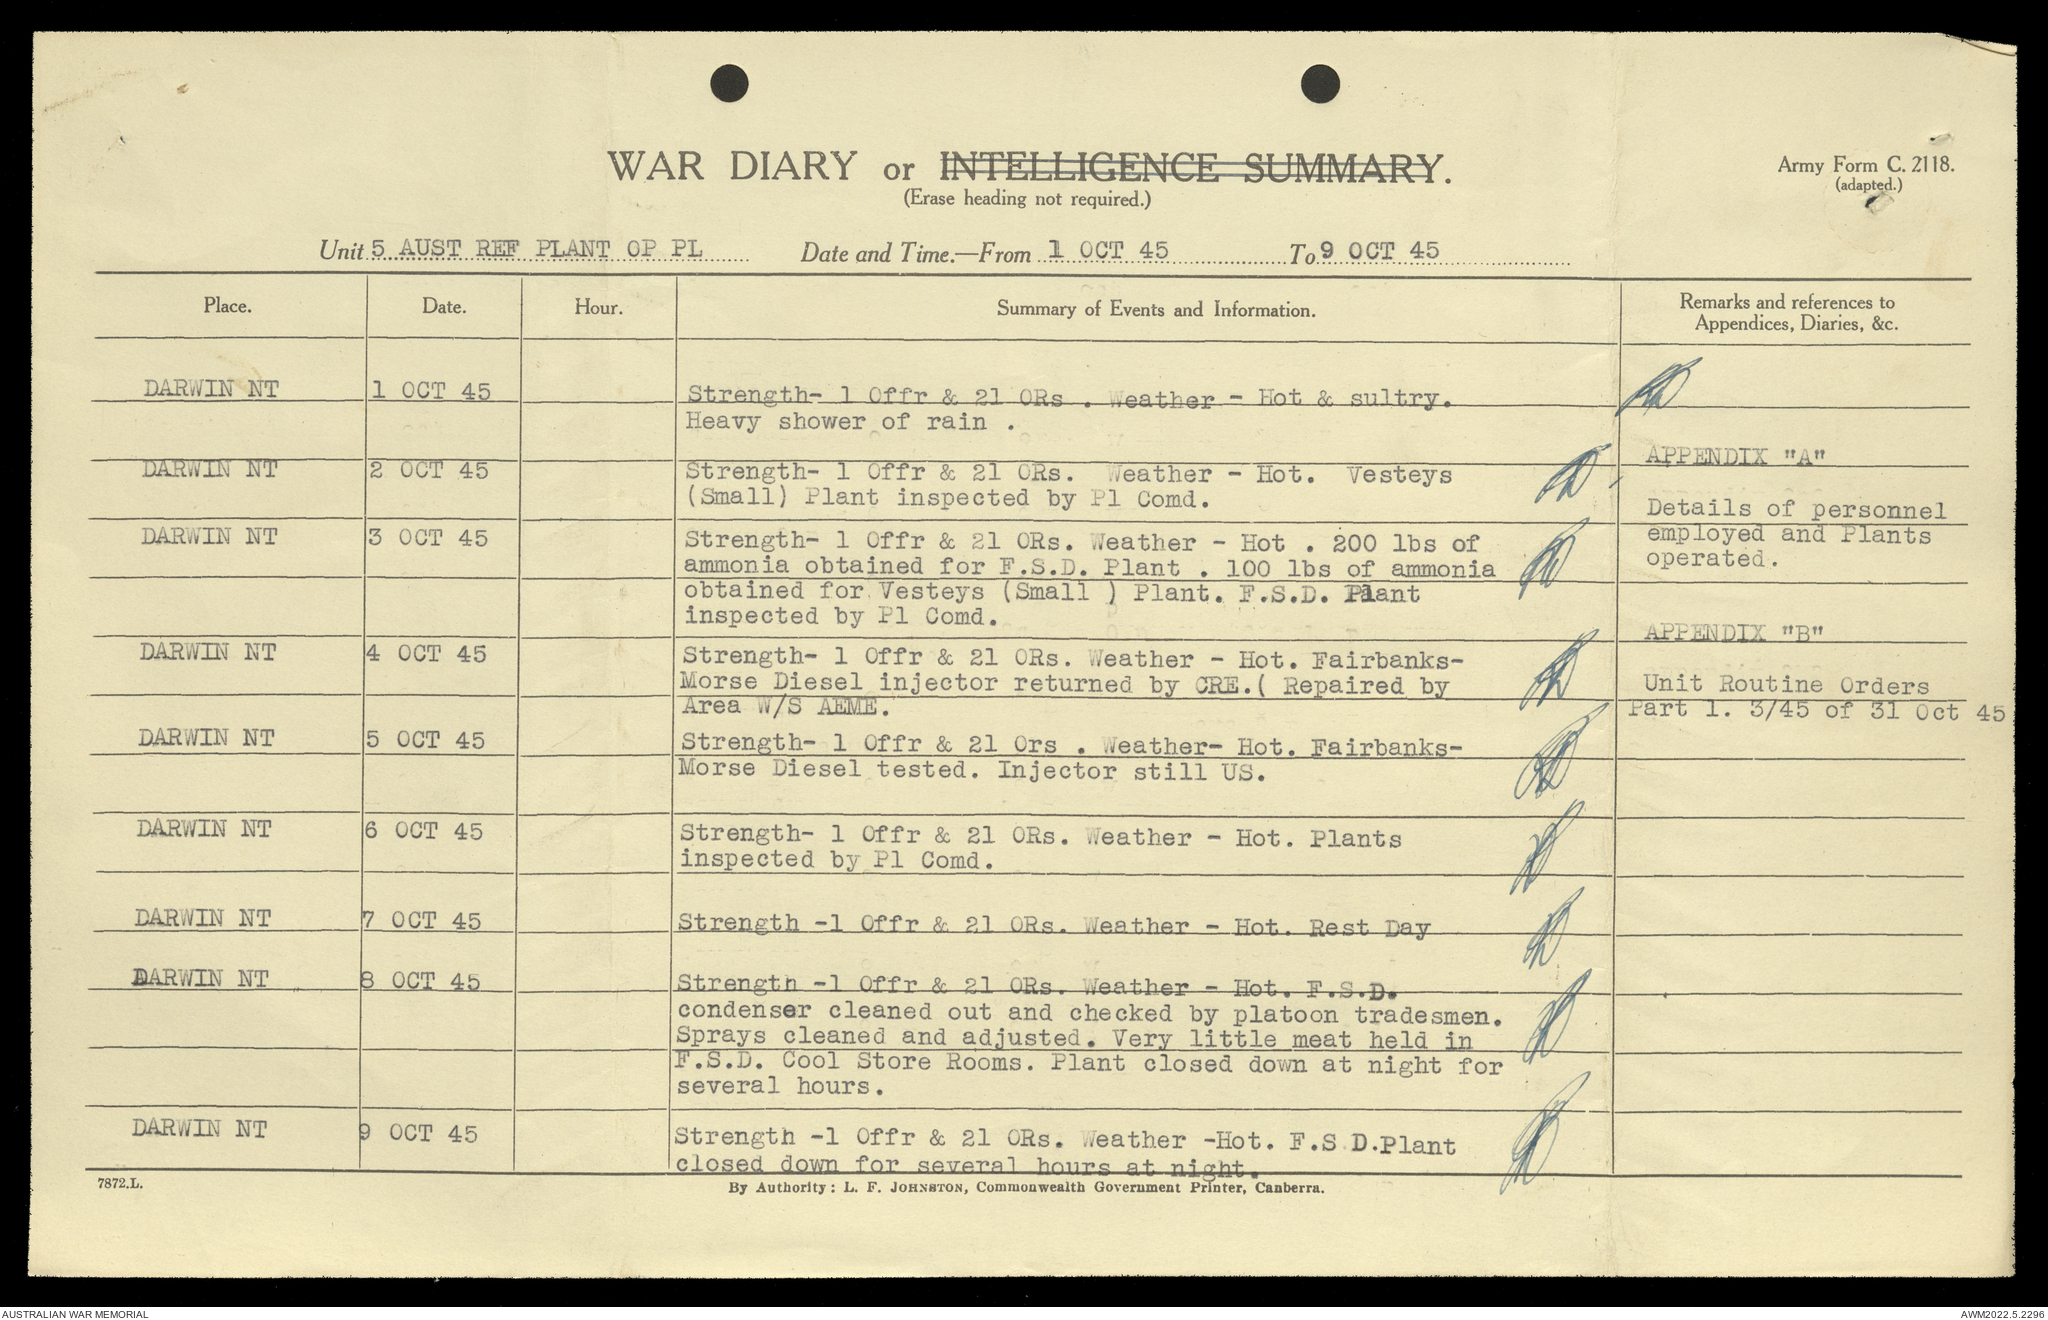 WAR DIARY or INTELLIGENCE SUMMARY.
(Erase heading not required.)
Army Form C. 2118.
(adapted.)
Unit 5 AUST REF PLANT OP PL Date and Time.—From 1 OCT 45 To 9 OCT 45
Place. Date. Hour. Summary of Events and Information. Remarks and references to
Appendices, Diaries, &c.
DARWIN NT 1 OCT 45 Strength- 1 Offr & 21 ORs . Weather - Hot & sultry.
Heavy shower of rain .
DARWIN NT 2 OCT 45 Strength- 1 Offr & 21 ORs. Weather - Hot. Vesteys
(Small) Plant inspected by Pl Comd.
DARWIN NT 3 OCT 45 Strength- 1 Offr & 21 ORs. Weather - Hot . 200 lbs of
ammonia obtained for F.S.D. Plant . 100 lbs of ammonia
obtained for Vesteys (Small ) Plant. F.S.D. Plant
inspected by Pl Comd.
DARWIN NT 4 OCT 45 Strength- 1 Offr & 21 ORs. Weather - Hot. Fairbanks-
Morse Diesel injector returned by CRE.( Repaired by
Area W/S AEME.
DARWIN NT 5 OCT 45 Strength- 1 Offr & 21 Ors . Weather- Hot. Fairbanks-
Morse Diesel tested. Injector still US.
DARWIN NT 6 OCT 45 Strength- 1 Offr & 21 ORs. Weather - Hot. Plants
inspected by Pl Comd.
DARWIN NT 7 OCT 45 Strength -1 Offr & 21 ORs. Weather - Hot. Rest Day
DARWIN NT 8 OCT 45 Strength -1 Offr & 21 ORs. Weather - Hot. F.S.D.
condenser cleaned out and checked by platoon tradesmen.
Sprays cleaned and adjusted. Very little meat held in
F.S.D. Cool Store Rooms. Plant closed down at night for
several hours.
DARWIN NT 9 OCT 45 Strength -1 Offr & 21 ORs. Weather -Hot. F.S D.Plant
closed down for several hours at night.
APPENDIX "A"
Details of personnel
employed and Plants
operated.
APPENDIX "B"
Unit Routine Orders
Part 1. 3/45 of 31 Oct 45
7872.L.
By Authority: L. F. JOHNSTON, Commonwealth Government Printer, Canberra.
AUSTRALIAN WAR MEMORIAL
AWM2022.5.2296